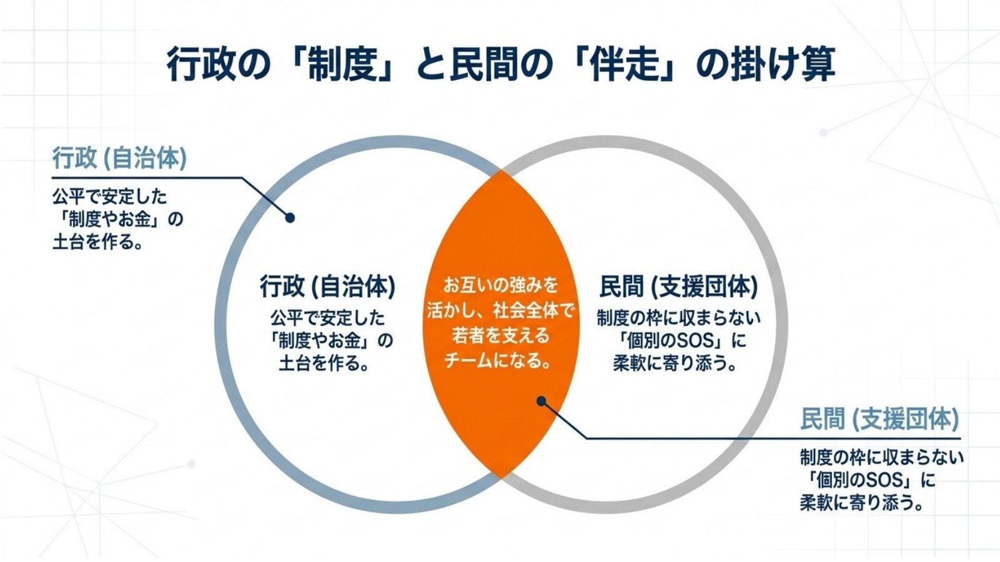 行政の「制度」と民間の「伴走」の掛け算
行政 (自治体)
公平で安定した
「制度やお金」の
土台を作る。
行政 (自治体)
公平で安定した
「制度やお金」の
土台を作る。
お互いの強みを
活かし、社会全体で
若者を支える
チームになる。
民間 (支援団体)
制度の枠に収まらない
「個別のSOS」に
柔軟に寄り添う。
民間 (支援団体)
制度の枠に収まらない
「個別のSOS」に
柔軟に寄り添う。